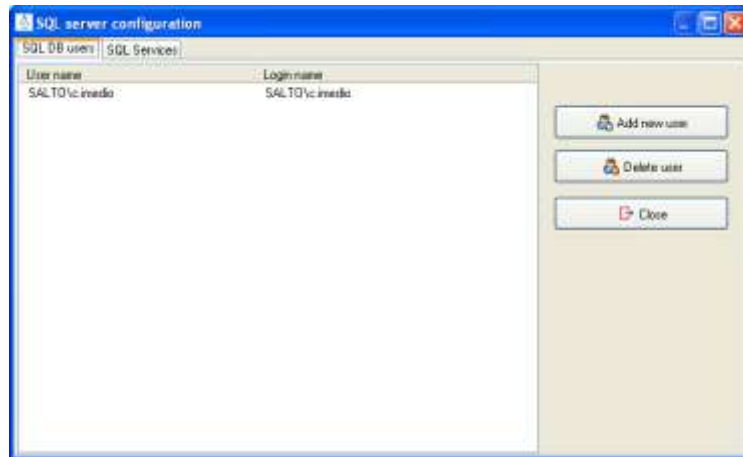 SQL server configuration
SQL DB users SQL Services
User name Login name
SALTO\c.imedio SALTO\c.imedio
Add new user
Delete user
Close